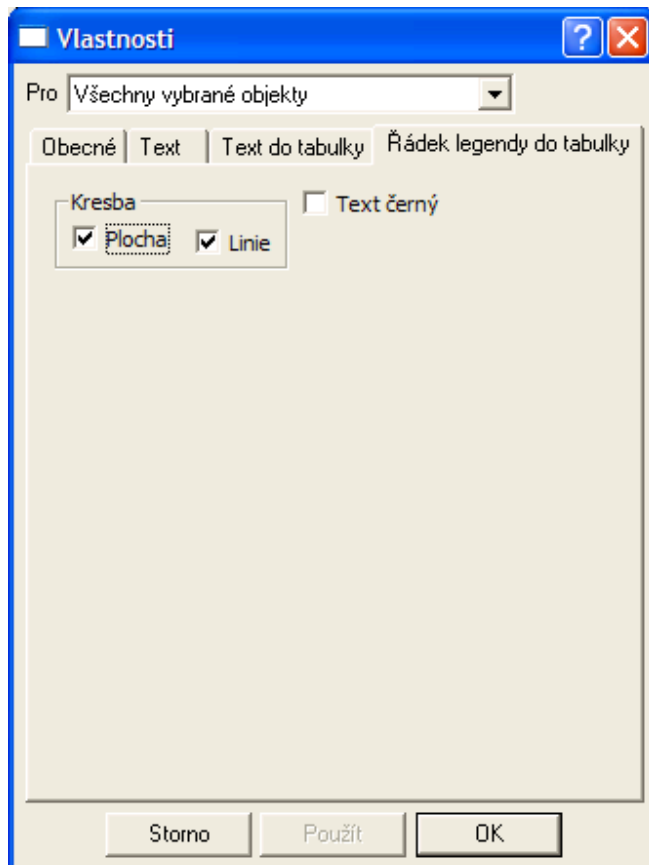 Vlastnosti
Pro Všechny vybrané objekty
Obecné Text Text do tabulky Řádek legendy do tabulky
Kresba Text černý
Plocha Linie
Storno Použít OK